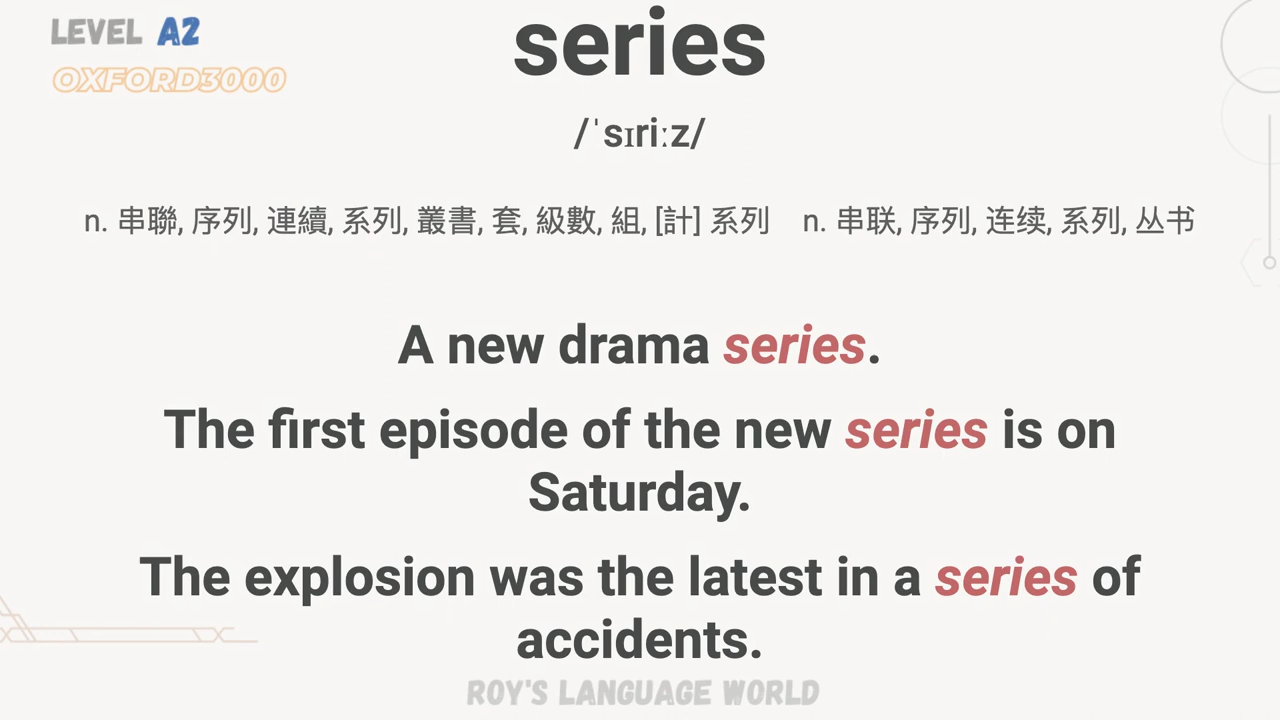 LEVEL A2
OXFORD3000
series
/ˈsɪriːz/
n. 串聯, 序列, 連續, 系列, 叢書, 套, 級數, 組, [計] 系列 n. 串联, 序列, 连续, 系列, 丛书
A new drama series.
The first episode of the new series is on
Saturday.
The explosion was the latest in a series of
accidents.
ROY'S LANGUAGE WORLD